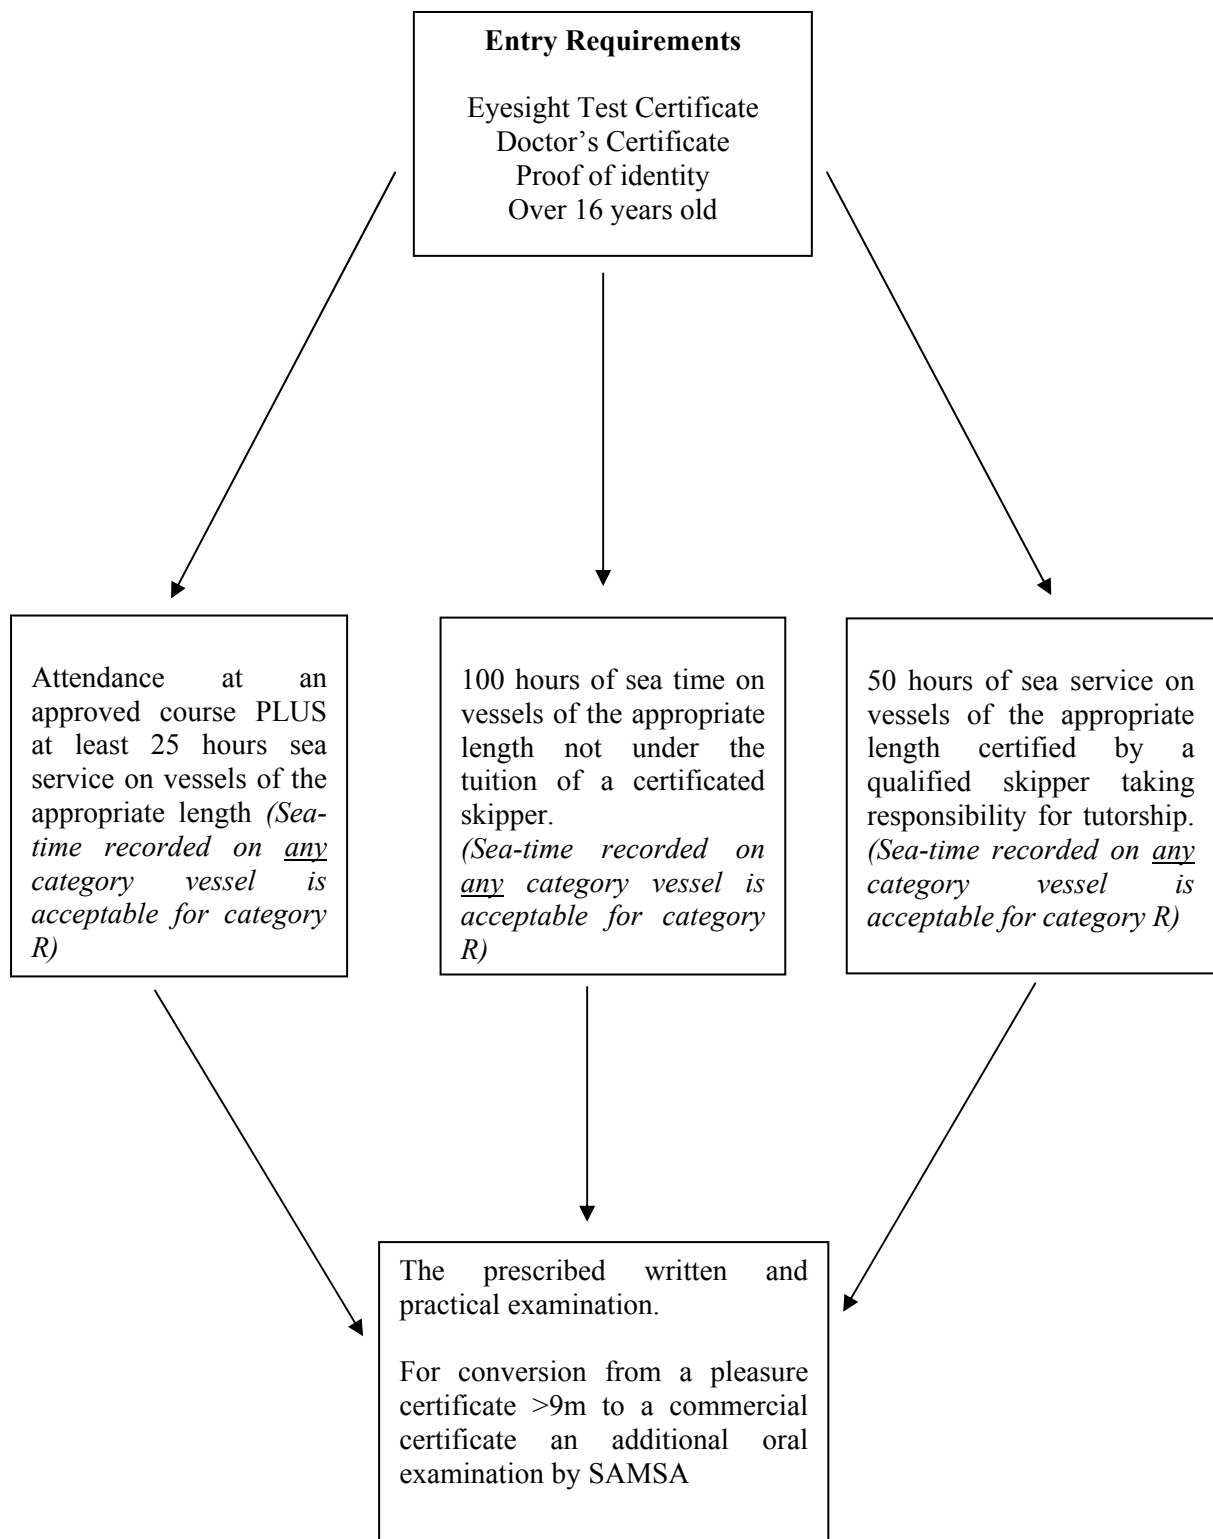 Entry Requirements
Eyesight Test Certificate
Doctor’s Certificate
Proof of identity
Over 16 years old
Attendance at an
approved course PLUS
at least 25 hours sea
service on vessels of the
appropriate length (Sea-
time recorded on any
category vessel is
acceptable for category
R)
100 hours of sea time on
vessels of the appropriate
length not under the
tuition of a certificated
skipper.
(Sea-time recorded on
any category vessel is
acceptable for category
R)
50 hours of sea service on
vessels of the appropriate
length certified by a
qualified skipper taking
responsibility for tutorship.
(Sea-time recorded on any
category vessel is
acceptable for category R)
The prescribed written and
practical examination.
For conversion from a pleasure
certificate >9m to a commercial
certificate an additional oral
examination by SAMSA